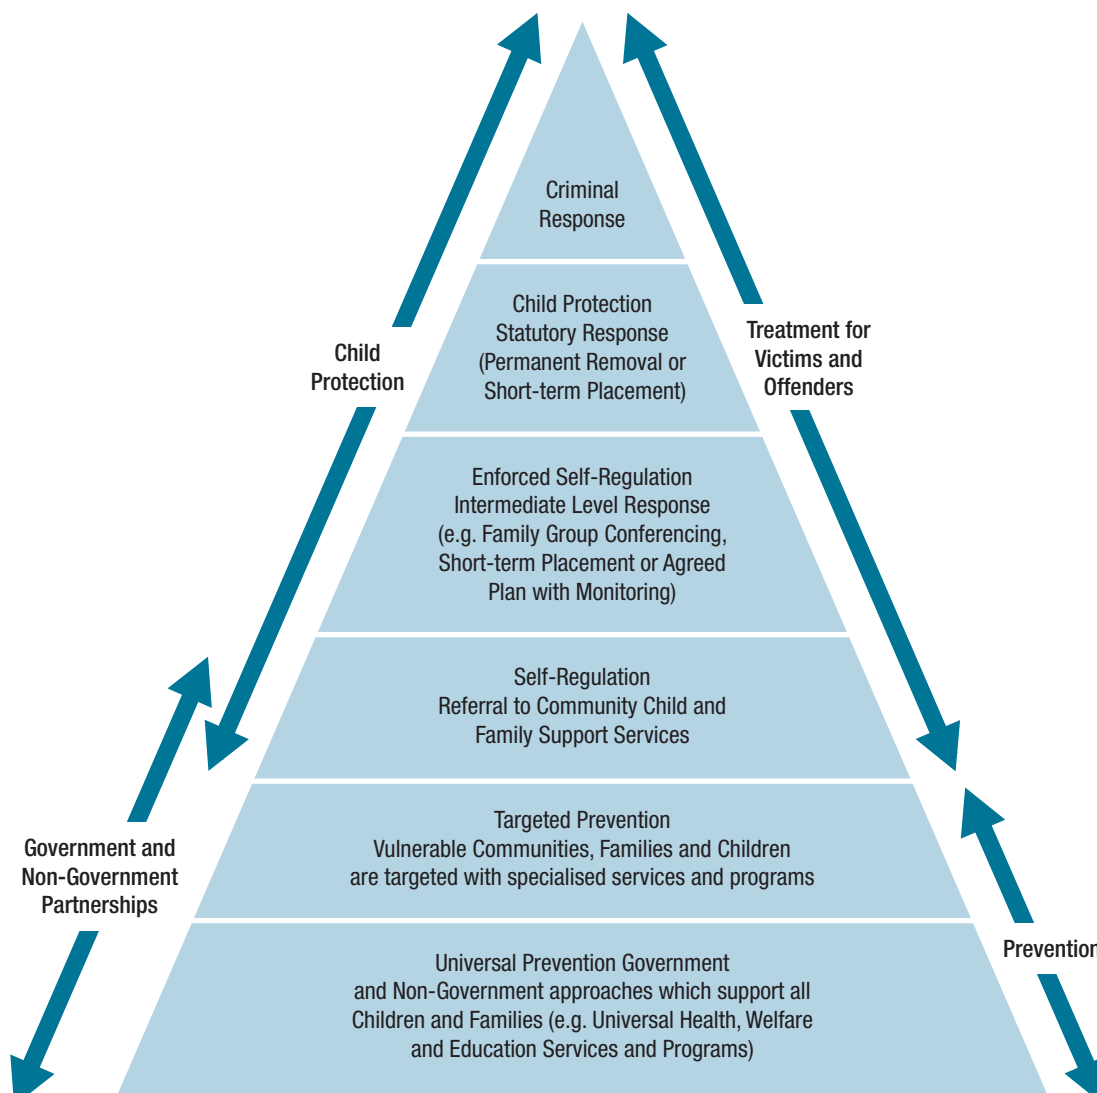 Criminal
Response
Child Protection
Statutory Response
(Permanent Removal or
Short-term Placement)
Child
Protection
Treatment for
Victims and
Offenders
Enforced Self-Regulation
Intermediate Level Response
(e.g. Family Group Conferencing,
Short-term Placement or Agreed
Plan with Monitoring)
Self-Regulation
Referral to Community Child and
Family Support Services
Targeted Prevention
Vulnerable Communities, Families and Children
are targeted with specialised services and programs
Government and
Non-Government
Partnerships
Prevention
Universal Prevention Government
and Non-Government approaches which support all
Children and Families (e.g. Universal Health, Welfare
and Education Services and Programs)